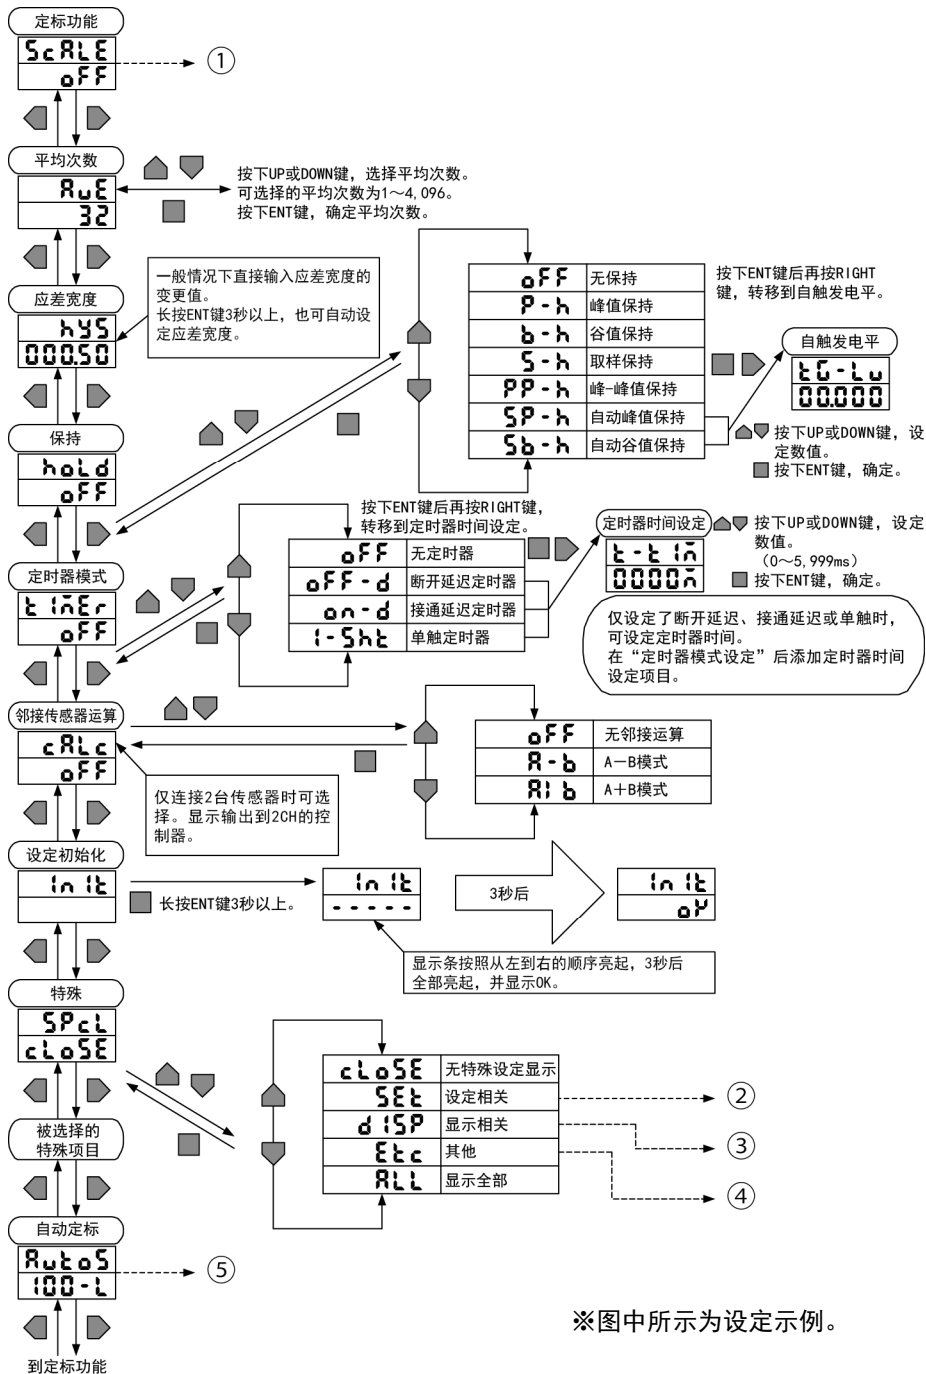 定标功能
ScALE
oFF
①
平均次数
AvE
32
按下UP或DOWN键，选择平均次数。
可选择的平均次数为1～4,096。
按下ENT键，确定平均次数。
应差宽度
hYS
000.50
一般情况下直接输入应差宽度的
变更值。
长按ENT键3秒以上，也可自动设
定应差宽度。
oFF 无保持
P-h 峰值保持
b-h 谷值保持
S-h 取样保持
PP-h 峰-峰值保持
SP-h 自动峰值保持
Sb-h 自动谷值保持
按下ENT键后再按RIGHT
键，转移到自触发电平。
自触发电平
tG-Lv
00.000
按下UP或DOWN键，设
定数值。
按下ENT键，确定。
保持
hoLd
oFF
按下ENT键后再按RIGHT键，
转移到定时器时间设定。
oFF 无定时器
oFF-d 断开延迟定时器
on-d 接通延迟定时器
1-Sht 单触定时器
定时器时间设定
t-tim
0000m
按下UP或DOWN键，设定
数值。
（0～5,999ms）
按下ENT键，确定。
仅设定了断开延迟、接通延迟或单触时，
可设定定时器时间。
在“定时器模式设定”后添加定时器时间
设定项目。
定时器模式
timEr
oFF
邻接传感器运算
cALc
oFF
仅连接2台传感器时可选
择。显示输出到2CH的控
制器。
oFF 无邻接运算
A-b A－B模式
A1b A＋B模式
设定初始化
init
长按ENT键3秒以上。
init
-----
3秒后
init
oK
显示条按照从左到右的顺序亮起，3秒后
全部亮起，并显示OK。
特殊
SPcL
cLoSE
cLoSE 无特殊设定显示
SEt 设定相关
diSP 显示相关
Etc 其他
ALL 显示全部
②
③
④
被选择的
特殊项目
自动定标
AutoS
100-L
⑤
到定标功能
※图中所示为设定示例。